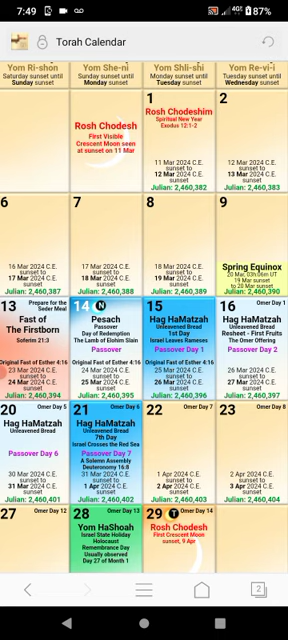 7:49
4G
87%
Torah Calendar
Yom Ri-shon
Saturday sunset until
Sunday sunset
Yom She-ni
Sunday sunset until
Monday sunset
Yom Shli-shi
Monday sunset until
Tuesday sunset
Yom Re-vi-i
Tuesday sunset until
Wednesday sunset
Rosh Chodesh
First Visible
Crescent Moon seen
at sunset on 11 Mar
1
Rosh Chodeshim
Spiritual New Year
Exodus 12:1-2
11 Mar 2024 C.E.
sunset to
12 Mar 2024 C.E.
sunset
Julian: 2,460,382
2
12 Mar 2024 C.E.
sunset to
13 Mar 2024 C.E.
sunset
Julian: 2,460,383
6
16 Mar 2024 C.E.
sunset to
17 Mar 2024 C.E.
sunset
Julian: 2,460,387
7
17 Mar 2024 C.E.
sunset to
18 Mar 2024 C.E.
sunset
Julian: 2,460,388
8
18 Mar 2024 C.E.
sunset to
19 Mar 2024 C.E.
sunset
Julian: 2,460,389
9
Spring Equinox
20 Mar, 03h:06m UT
19 Mar sunset
to 20 Mar sunset
Julian: 2,460,390
13
Prepare for the
Seder Meal
Fast of
The Firstborn
Soferim 21:3
Original Fast of Esther 4:16
23 Mar 2024 C.E.
sunset to
24 Mar 2024 C.E.
sunset
Julian: 2,460,394
14 N
Pesach
Passover
Day of Redemption
The Lamb of Elohim Slain
Passover
Original Fast of Esther 4:16
24 Mar 2024 C.E.
sunset to
25 Mar 2024 C.E.
sunset
Julian: 2,460,395
15
Hag HaMatzah
Unleavened Bread
1st Day
Israel Leaves Rameses
Passover Day 1
Original Fast of Esther 4:16
25 Mar 2024 C.E.
sunset to
26 Mar 2024 C.E.
sunset
Julian: 2,460,396
16 Omer Day 1
Hag HaMatzah
Unleavened Bread
Resheet - First Fruits
The Omer Offering
Passover Day 2
26 Mar 2024 C.E.
sunset to
27 Mar 2024 C.E.
sunset
Julian: 2,460,397
20 Omer Day 5
Hag HaMatzah
Unleavened Bread
Passover Day 6
30 Mar 2024 C.E.
sunset to
31 Mar 2024 C.E.
sunset
Julian: 2,460,401
21 Omer Day 6
Hag HaMatzah
Unleavened Bread
7th Day
Israel Crosses the Red Sea
Passover Day 7
A Solemn Assembly
Deuteronomy 16:8
31 Mar 2024 C.E.
sunset to
1 Apr 2024 C.E.
sunset
Julian: 2,460,402
22 Omer Day 7
1 Apr 2024 C.E.
sunset to
2 Apr 2024 C.E.
sunset
Julian: 2,460,403
23 Omer Day 8
2 Apr 2024 C.E.
sunset to
3 Apr 2024 C.E.
sunset
Julian: 2,460,404
27 Omer Day 12
28 Omer Day 13
Yom HaShoah
Israel State Holiday
Holocaust
Remembrance Day
Usually observed
Day 27 of Month 1
29 T Omer Day 14
Rosh Chodesh
First Crescent Moon
sunset, 9 Apr
2